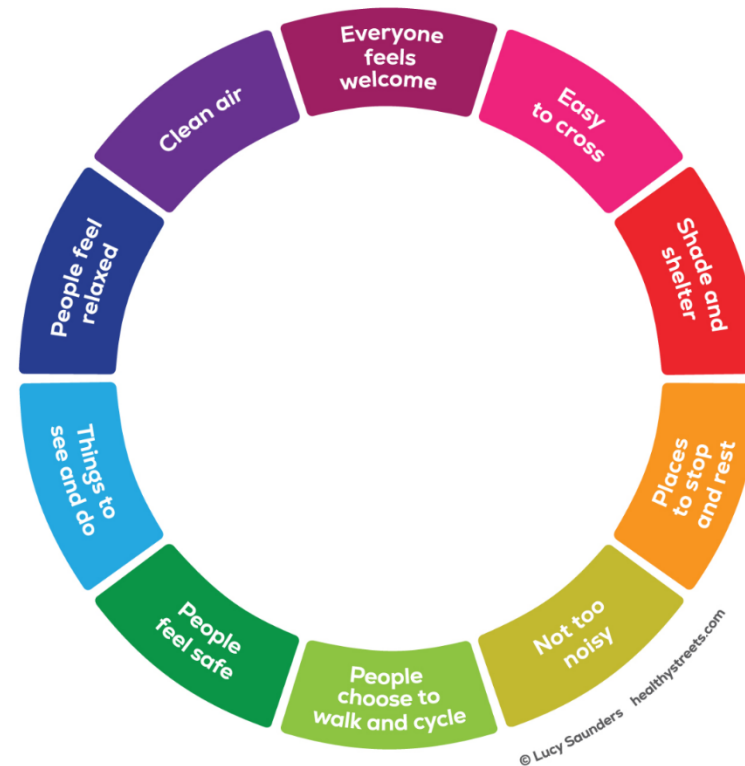 Everyone
feels
welcome
Easy
to cross
Shade and
shelter
Places
to stop
and rest
Not too
noisy
People
choose to
walk and cycle
People
feel safe
Things to
see and do
People feel
relaxed
Clean air
© Lucy Saunders healthystreets.com